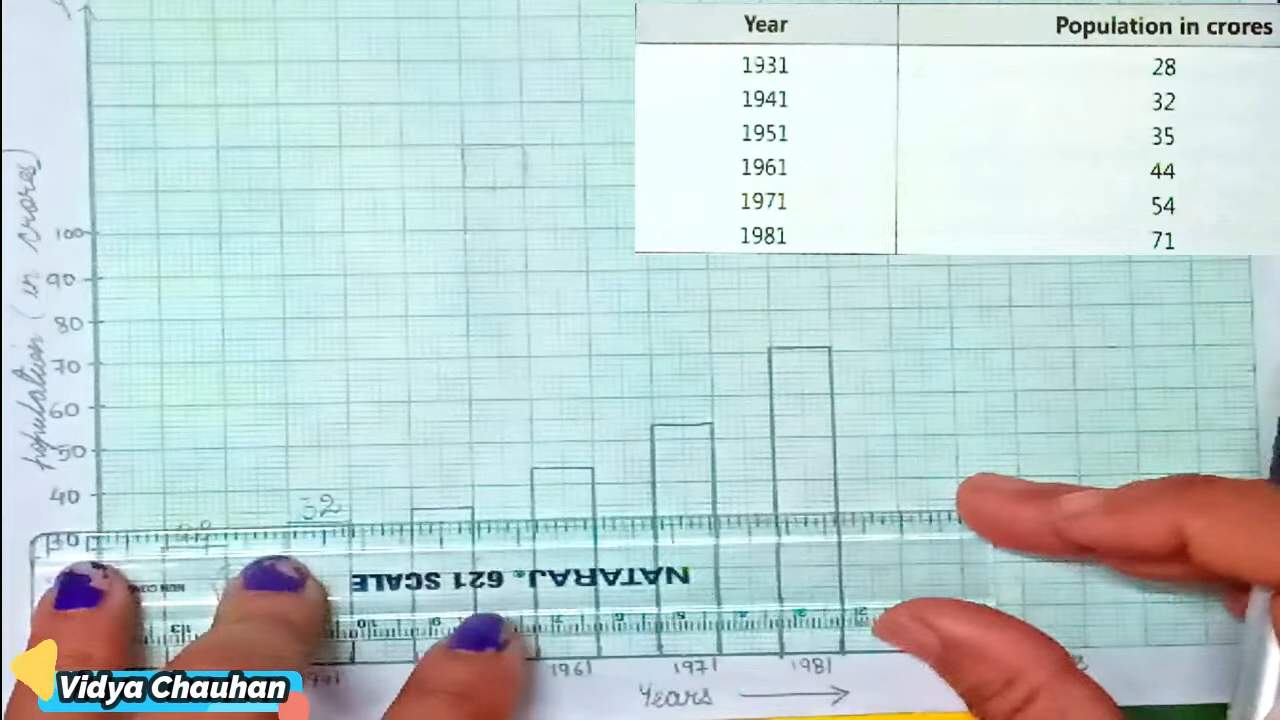 Year Population in crores
1931 28
1941 32
1951 35
1961 44
1971 54
1981 71
population (in crores)
100
90
80
70
60
50
40
30
32
NATARAJ. 621 SCALE
1961 1971 1981
Years
Vidya Chauhan